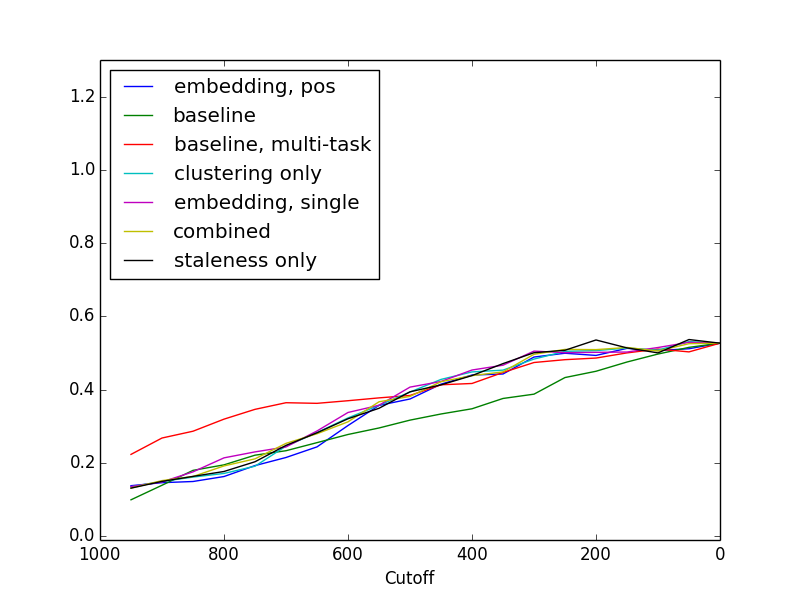 1.2
1.0
0.8
0.6
0.4
0.2
0.0
embedding, pos
baseline
baseline, multi-task
clustering only
embedding, single
combined
staleness only
1000 800 600 400 200 0
Cutoff